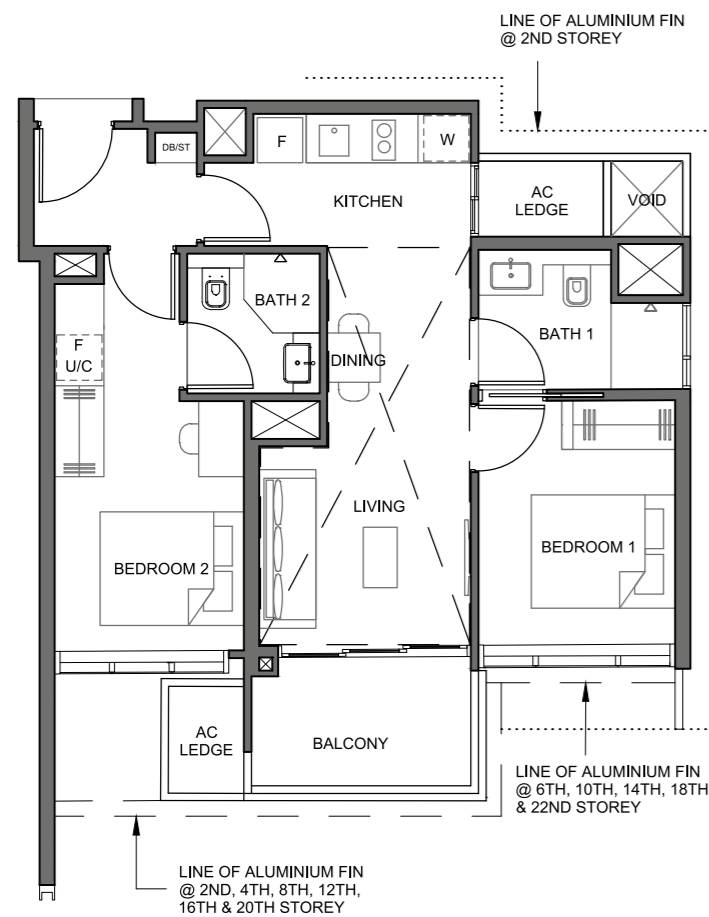 LINE OF ALUMINIUM FIN
@ 2ND STOREY
DB/ST
F
W
KITCHEN
AC
LEDGE
VOID
BATH 2
BATH 1
F
U/C
DINING
LIVING
BEDROOM 2
BEDROOM 1
AC
LEDGE
BALCONY
LINE OF ALUMINIUM FIN
@ 6TH, 10TH, 14TH, 18TH
& 22ND STOREY
LINE OF ALUMINIUM FIN
@ 2ND, 4TH, 8TH, 12TH,
16TH & 20TH STOREY